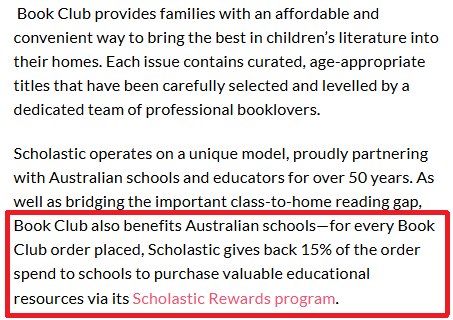 Book Club provides families with an affordable and
convenient way to bring the best in children’s literature into
their homes. Each issue contains curated, age-appropriate
titles that have been carefully selected and levelled by a
dedicated team of professional booklovers.
Scholastic operates on a unique model, proudly partnering
with Australian schools and educators for over 50 years. As
well as bridging the important class-to-home reading gap,
Book Club also benefits Australian schools—for every Book
Club order placed, Scholastic gives back 15% of the order
spend to schools to purchase valuable educational
resources via its Scholastic Rewards program.